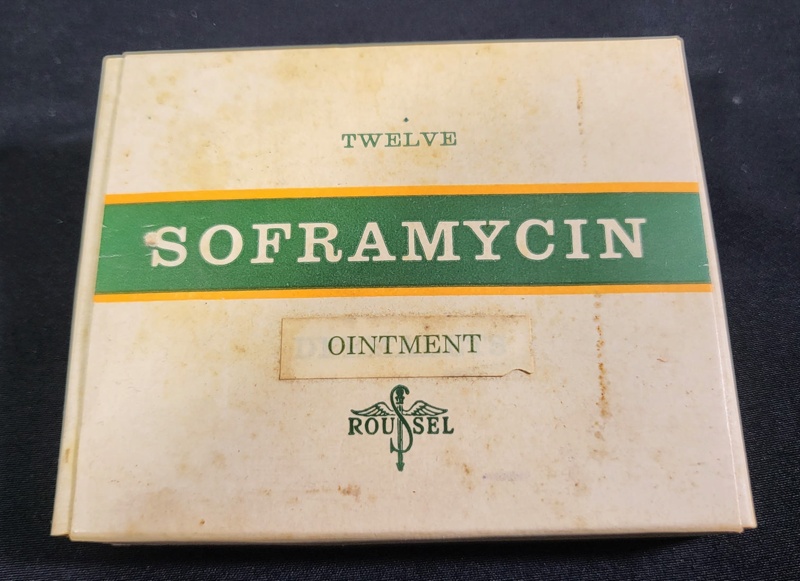 TWELVE
SOFRAMYCIN
OINTMENT
ROUSSEL